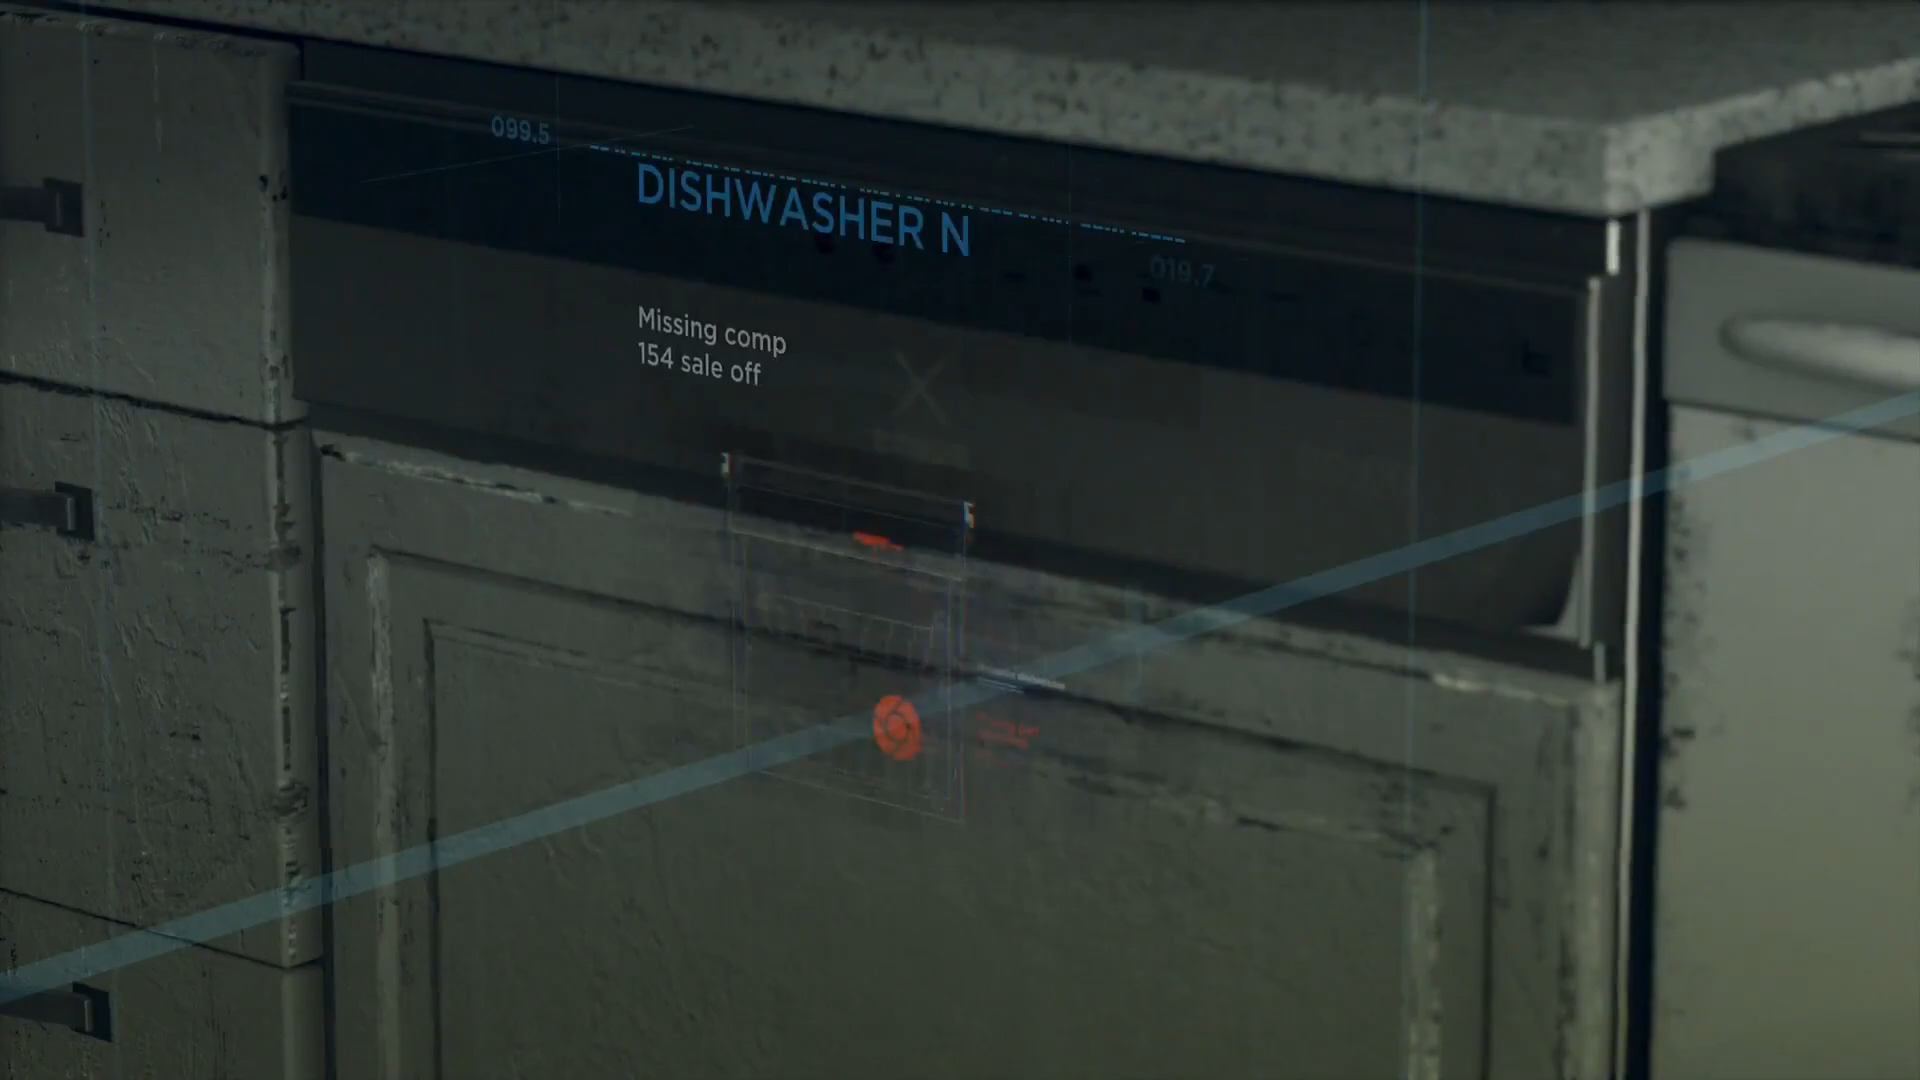 099.5
DISHWASHER N
019.7
Missing comp
154 sale off